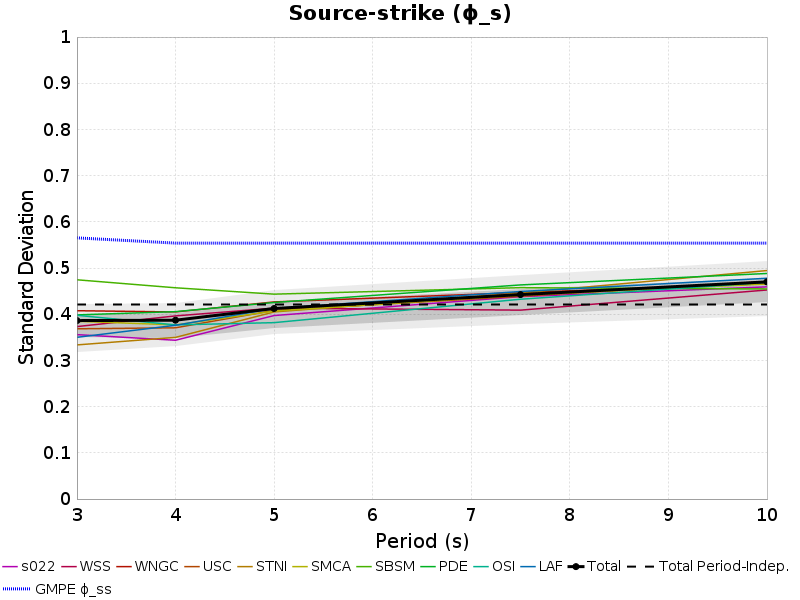 Source-strike (ϕ_s)
Standard Deviation
1
0.9
0.8
0.7
0.6
0.5
0.4
0.3
0.2
0.1
0
3 4 5 6 7 8 9 10
Period (s)
s022 WSS WNGC USC STNI SMCA SBSM PDE OSI LAF Total Total Period-Indep.
GMPE ϕ_ss